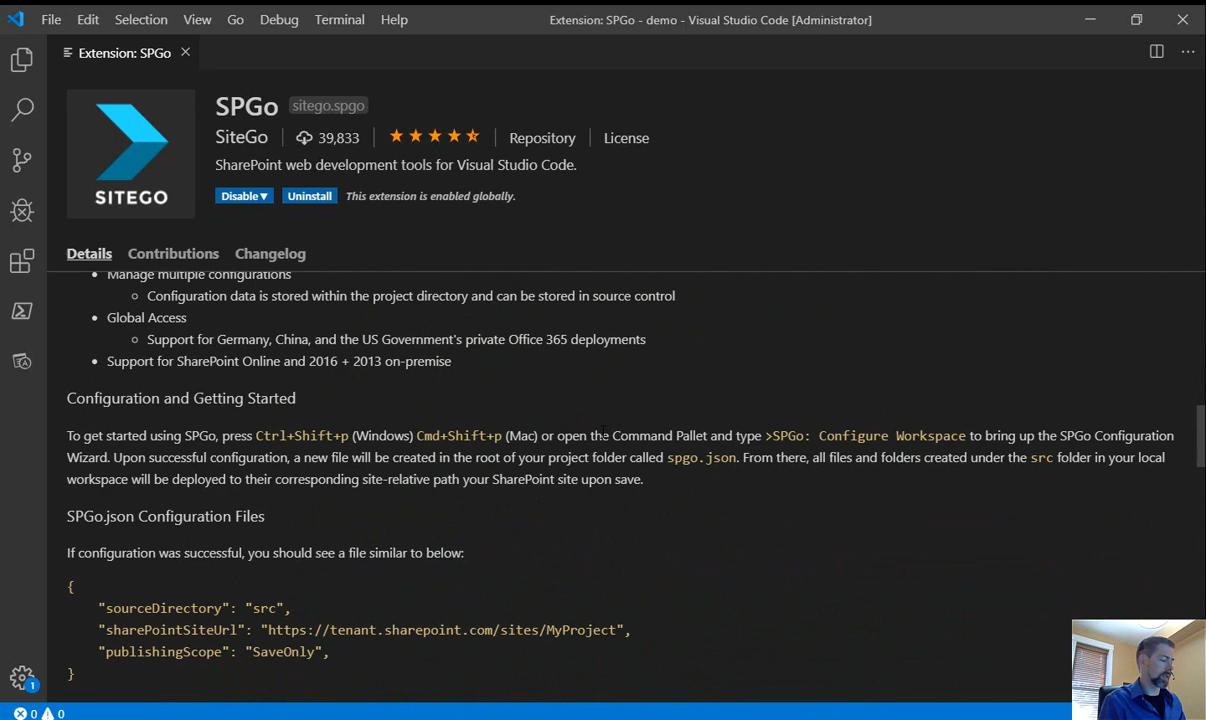 File Edit Selection View Go Debug Terminal Help Extension: SPGo - demo - Visual Studio Code [Administrator]
Extension: SPGo
SPGo sitego.spgo
SiteGo 39,833 Repository License
SharePoint web development tools for Visual Studio Code.
SITEGO
Disable Uninstall This extension is enabled globally.
Details Contributions Changelog
Manage multiple configurations
Configuration data is stored within the project directory and can be stored in source control
Global Access
Support for Germany, China, and the US Government's private Office 365 deployments
Support for SharePoint Online and 2016 + 2013 on-premise
Configuration and Getting Started
To get started using SPGo, press Ctrl+Shift+p (Windows) Cmd+Shift+p (Mac) or open the Command Pallet and type >SPGo: Configure Workspace to bring up the SPGo Configuration
Wizard. Upon successful configuration, a new file will be created in the root of your project folder called spgo.json. From there, all files and folders created under the src folder in your local
workspace will be deployed to their corresponding site-relative path your SharePoint site upon save.
SPGo.json Configuration Files
If configuration was successful, you should see a file similar to below:
{
"sourceDirectory": "src",
"sharePointSiteUrl": "https://tenant.sharepoint.com/sites/MyProject",
"publishingScope": "SaveOnly",
}
1
0 0